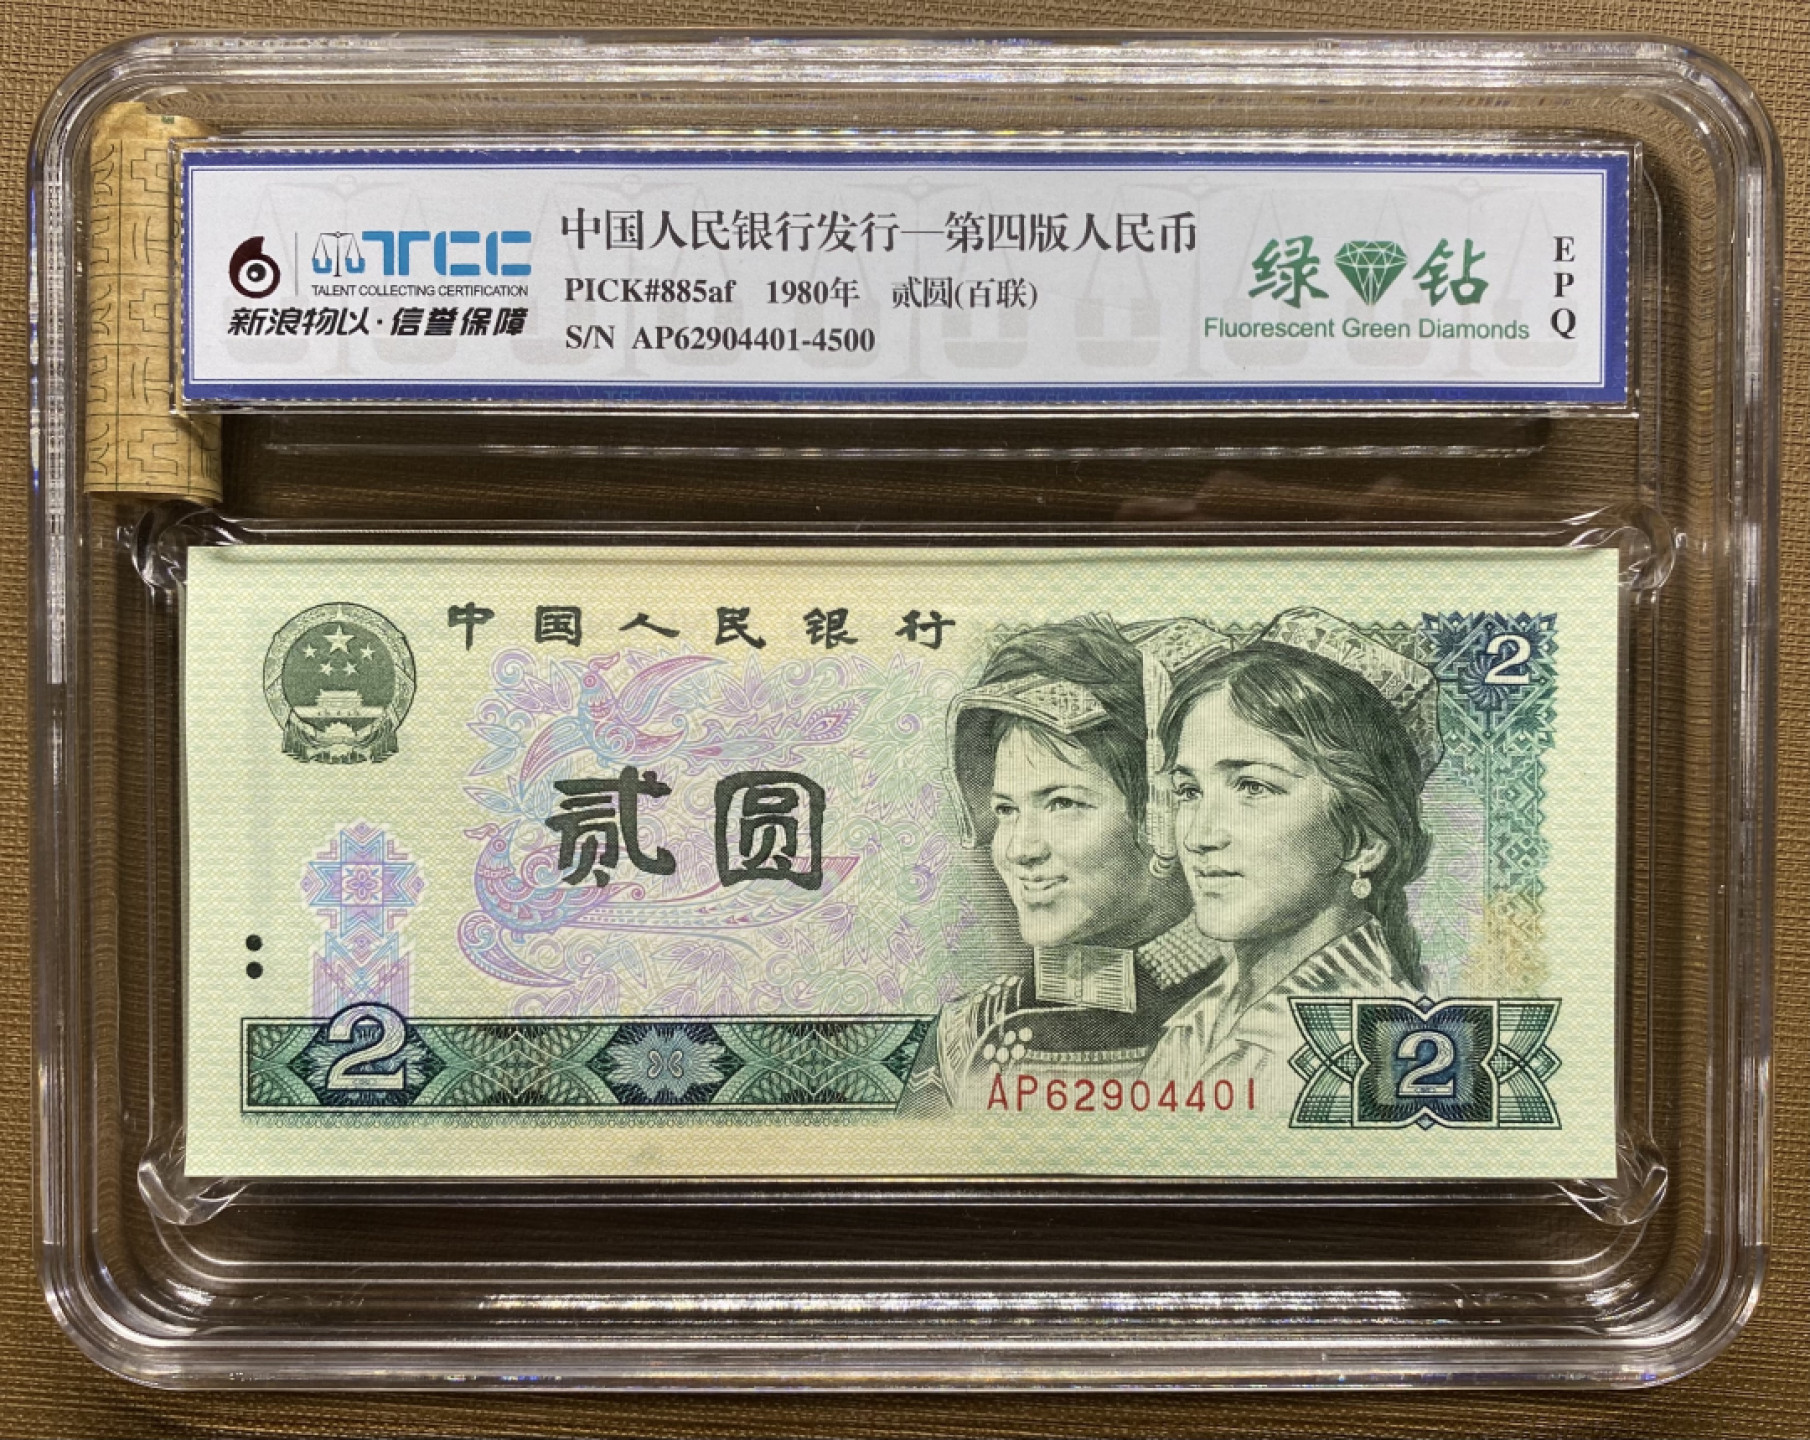 TCC
TALENT COLLECTING CERTIFICATION
新浪物以·信誉保障
中国人民银行发行—第四版人民币
PICK#885af 1980年 贰圆(百联)
S/N AP62904401-4500
绿钻
Fluorescent Green Diamonds
EPQ
中国人民银行
2
贰圆
2
AP62904401
2